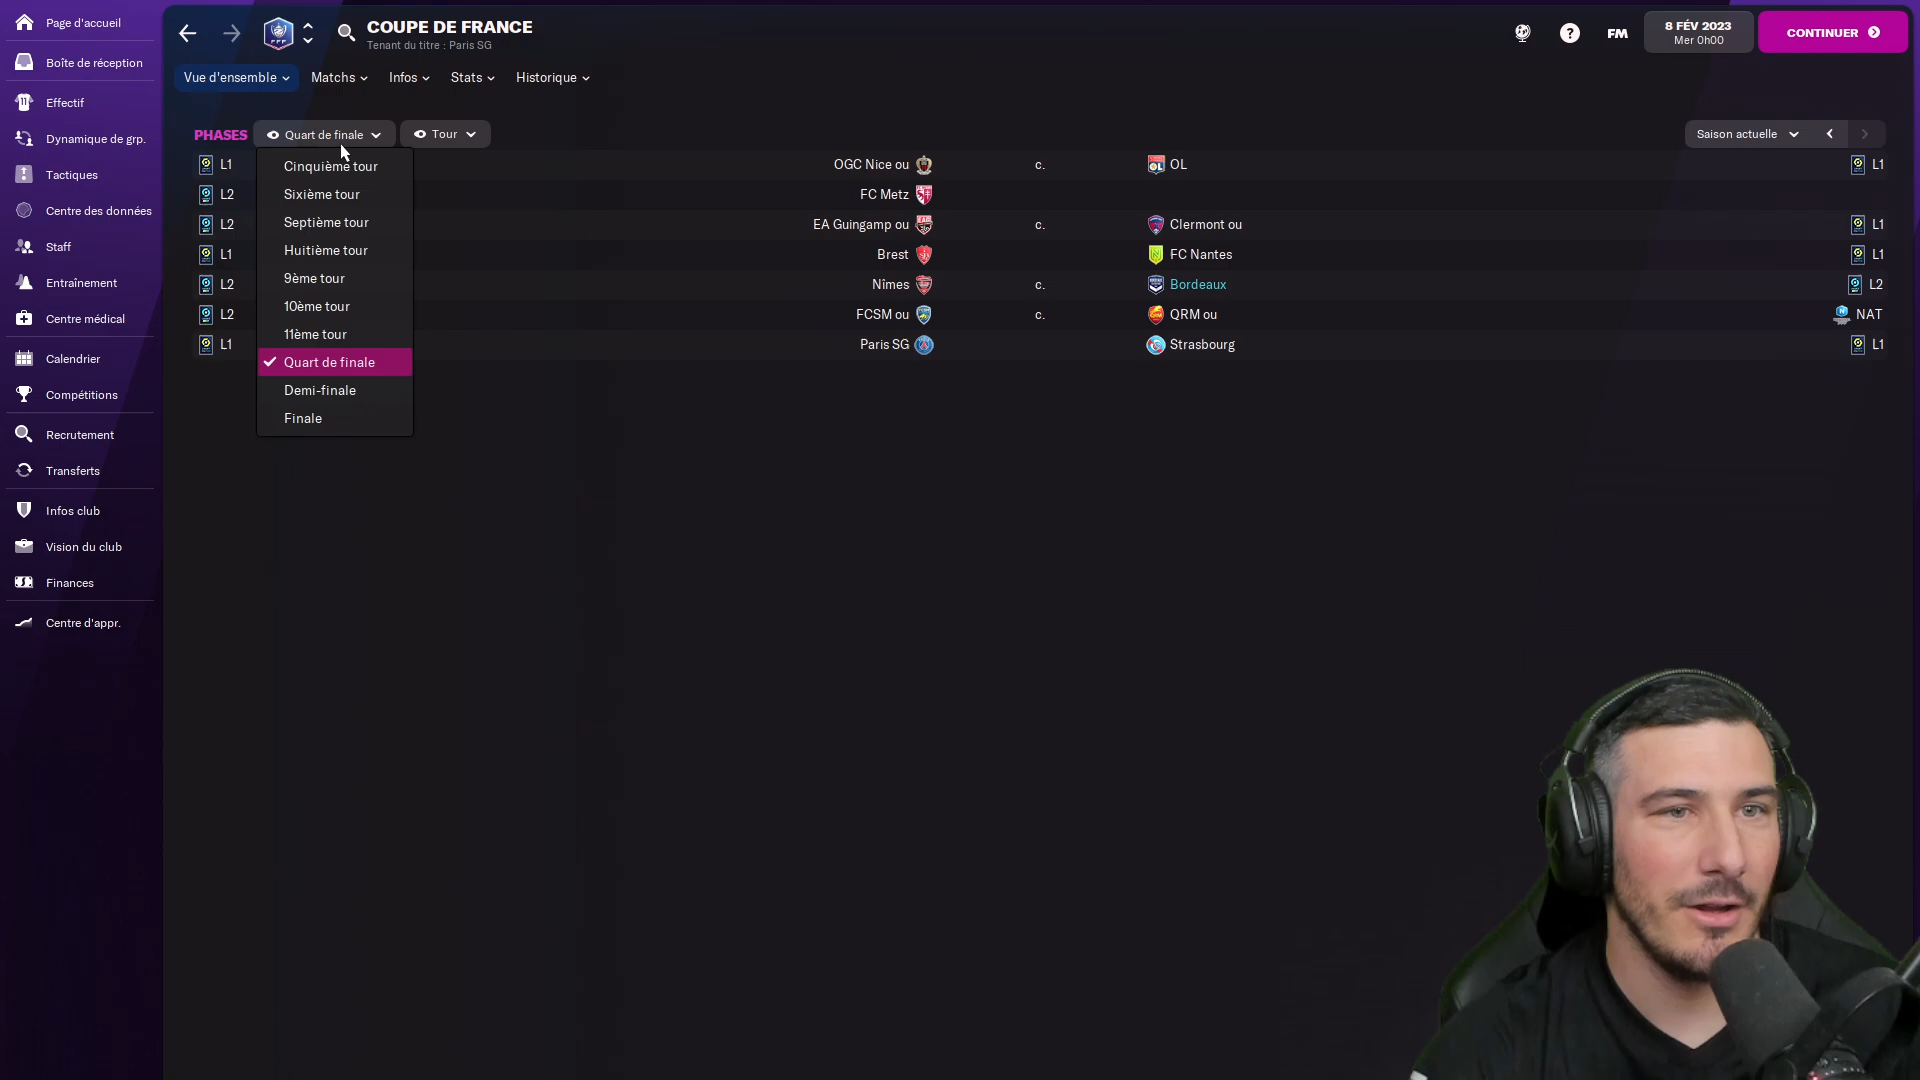 Page d'accueil
Boîte de réception
Effectif
Dynamique de grp.
Tactiques
Centre des données
Staff
Entraînement
Centre médical
Calendrier
Compétitions
Recrutement
Transferts
Infos club
Vision du club
Finances
Centre d'appr.
COUPE DE FRANCE
Tenant du titre : Paris SG
FM
8 FÉV 2023
Mer 0h00
CONTINUER
Vue d'ensemble Matchs Infos Stats Historique
PHASES Quart de finale Tour Saison actuelle
Cinquième tour
Sixième tour
Septième tour
Huitième tour
9ème tour
10ème tour
11ème tour
Quart de finale
Demi-finale
Finale
L1 OGC Nice ou c. OL L1
L2 FC Metz
L2 EA Guingamp ou c. Clermont ou L1
L1 Brest FC Nantes L1
L2 Nîmes c. Bordeaux L2
L2 FCSM ou c. QRM ou NAT
L1 Paris SG Strasbourg L1